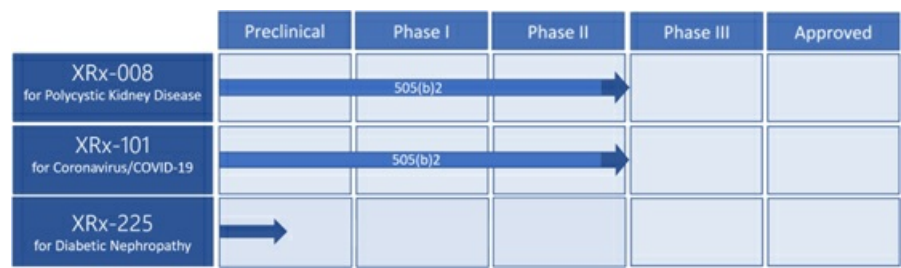 Preclinical Phase I Phase II Phase III Approved
XRx-008
for Polycystic Kidney Disease
505(b)2
XRx-101
for Coronavirus/COVID-19
505(b)2
XRx-225
for Diabetic Nephropathy